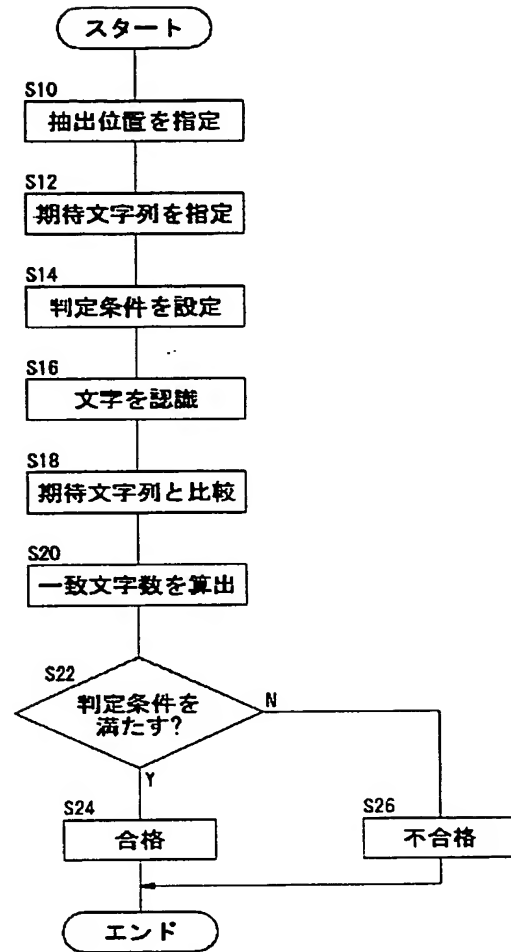 スタート
S10
抽出位置を指定
S12
期待文字列を指定
S14
判定条件を設定
S16
文字を認識
S18
期待文字列と比較
S20
一致文字数を算出
S22
判定条件を
満たす?
N
Y
S24
合格
S26
不合格
エンド